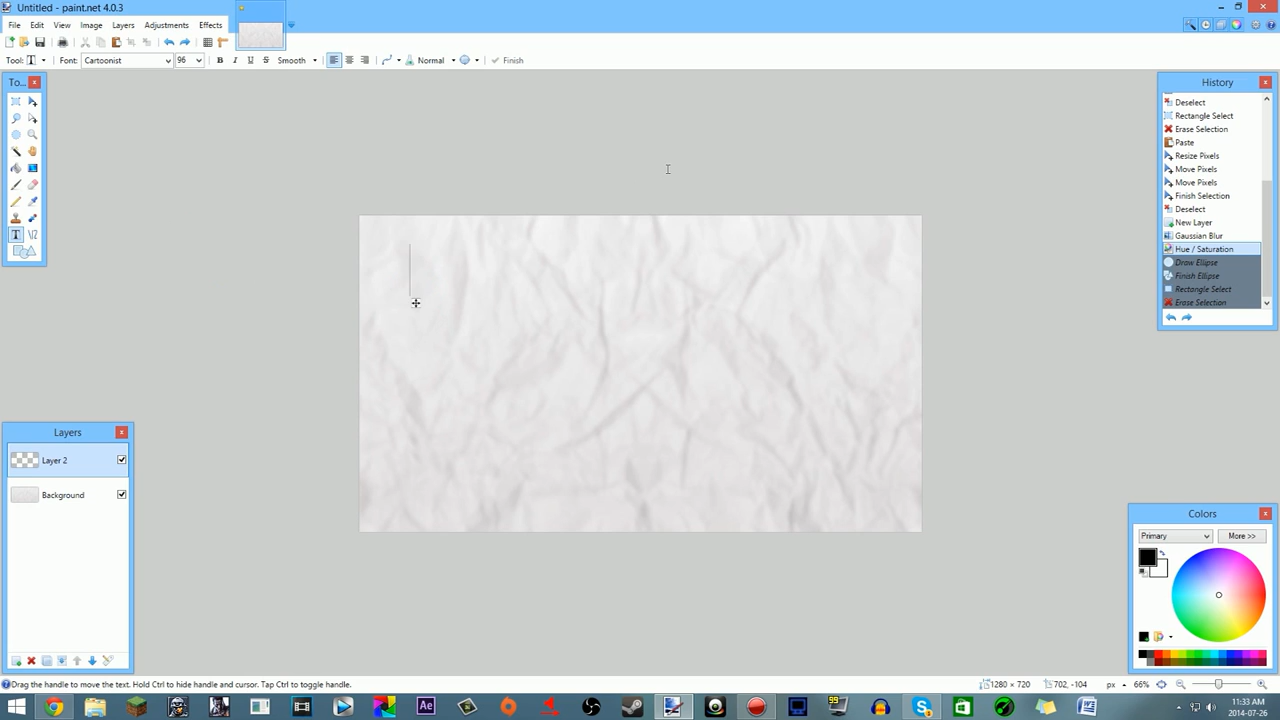 Untitled - paint.net 4.0.3
File Edit View Image Layers Adjustments Effects
Tool: T Font: Cartoonist 96 B I U S Smooth Normal Finish
To...
T
History
Deselect
Rectangle Select
Erase Selection
Paste
Resize Pixels
Move Pixels
Move Pixels
Finish Selection
Deselect
New Layer
Gaussian Blur
Hue / Saturation
Draw Ellipse
Finish Ellipse
Rectangle Select
Erase Selection
Layers
Layer 2
Background
Colors
Primary More >>
Drag the handle to move the text. Hold Ctrl to hide handle and cursor. Tap Ctrl to toggle handle.
1280 × 720 702, -104 px 66%
Ae
99
11:33 AM
2014-07-26